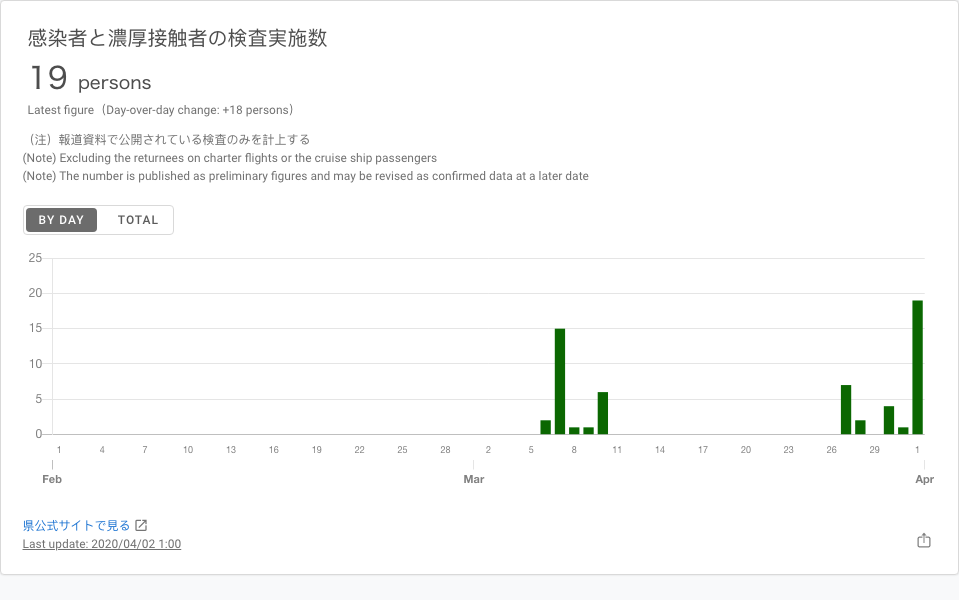 感染者と濃厚接触者の検査実施数
19 persons
Latest figure（Day-over-day change: +18 persons）
（注）報道資料で公開されている検査のみを計上する
(Note) Excluding the returnees on charter flights or the cruise ship passengers
(Note) The number is published as preliminary figures and may be revised as confirmed data at a later date
BY DAY TOTAL
25
20
15
10
5
0
1 4 7 10 13 16 19 22 25 28 2 5 8 11 14 17 20 23 26 29 1
Feb Mar Apr
県公式サイトで見る
Last update: 2020/04/02 1:00